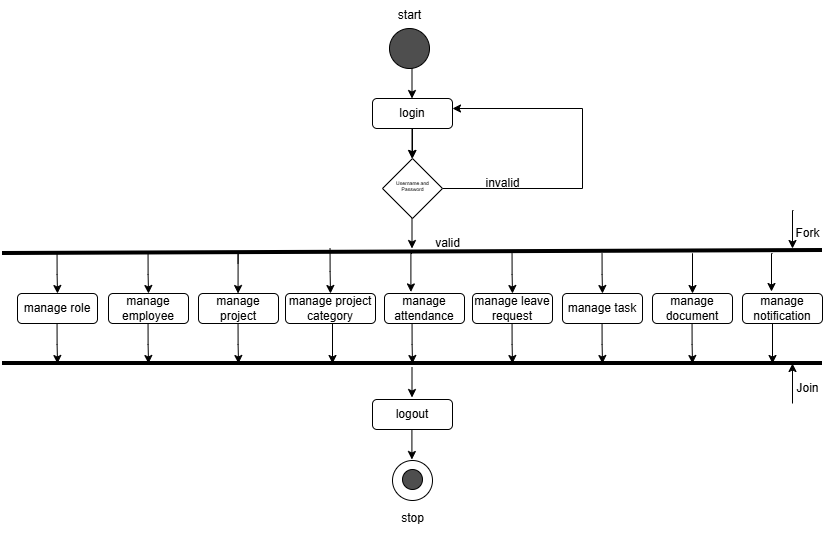 start
login
Username and
Password
invalid
valid
Fork
manage role
manage
employee
manage
project
manage project
category
manage
attendance
manage leave
request
manage task
manage
document
manage
notification
Join
logout
stop